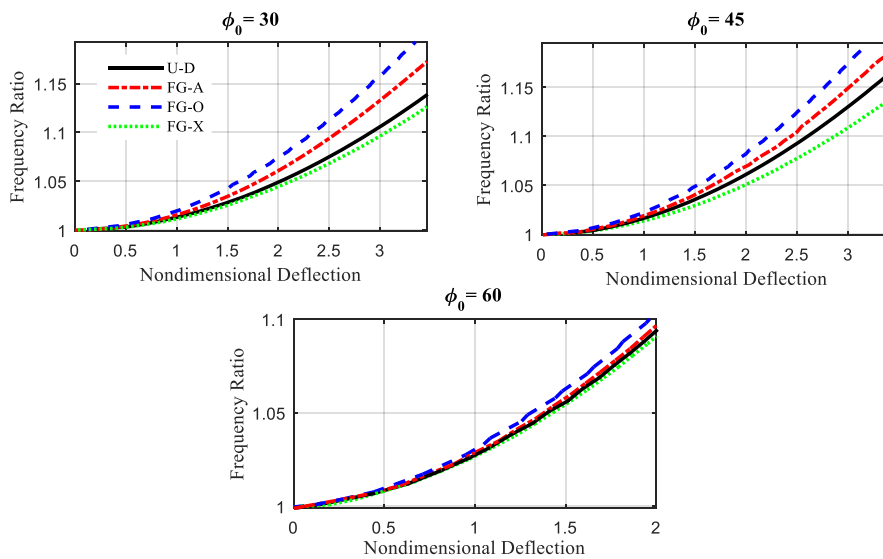 ϕ₀= 30
Frequency Ratio
1.15
1.1
1.05
1
U-D
FG-A
FG-O
FG-X
0 0.5 1 1.5 2 2.5 3
Nondimensional Deflection
ϕ₀= 45
Frequency Ratio
1.15
1.1
1.05
1
0 0.5 1 1.5 2 2.5 3
Nondimensional Deflection
ϕ₀= 60
Frequency Ratio
1.1
1.05
1
0 0.5 1 1.5 2
Nondimensional Deflection